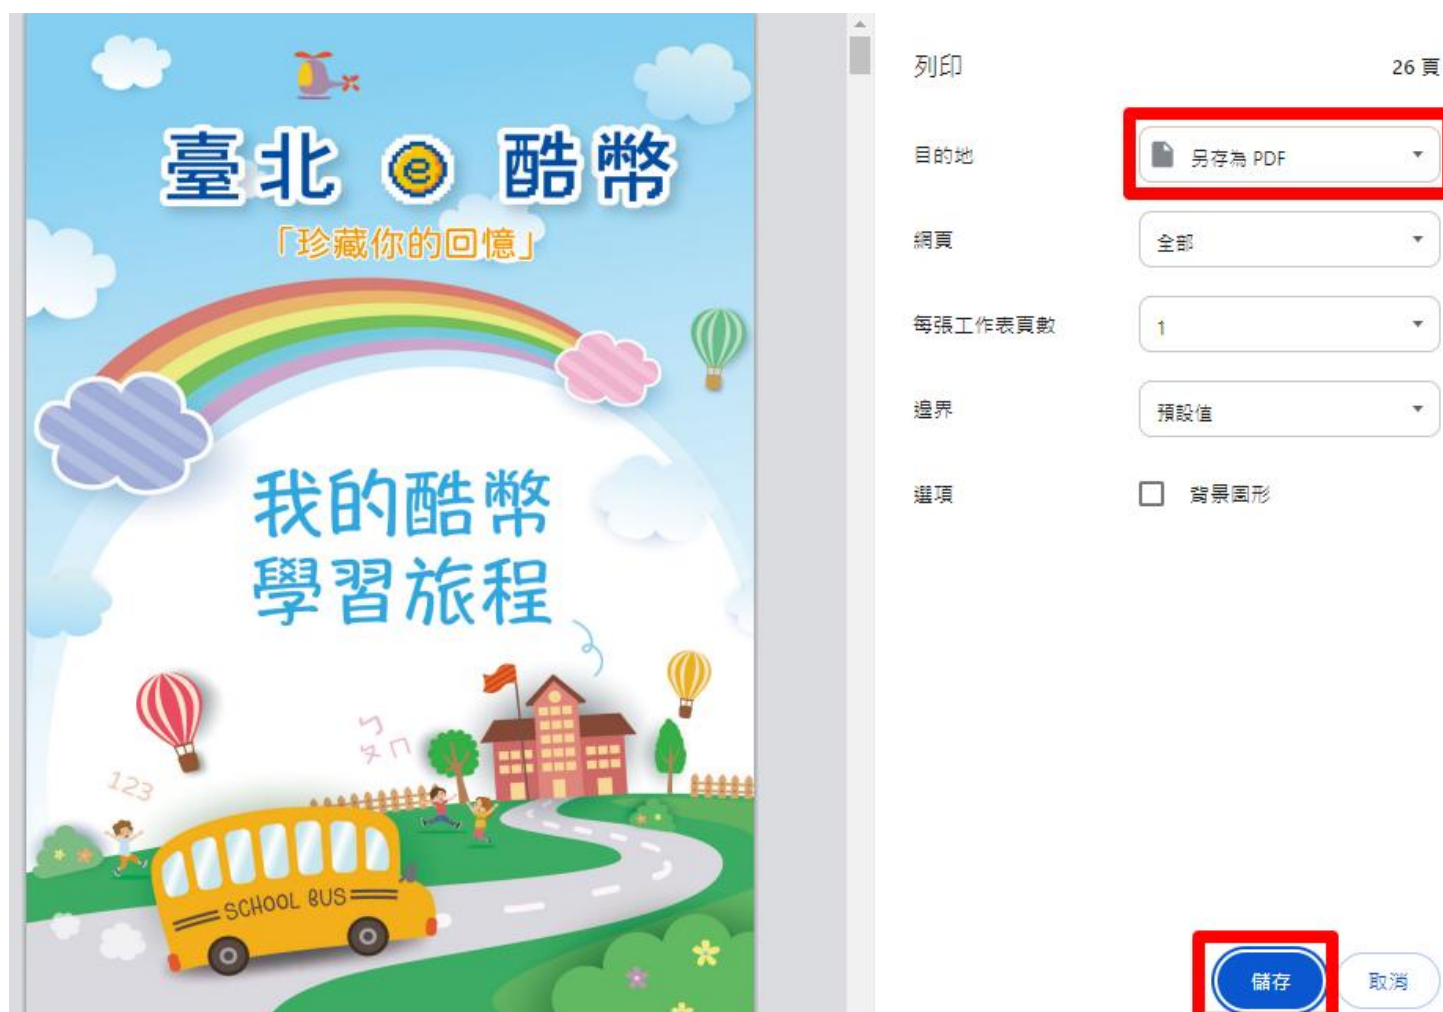 臺北 e 酷幣
「珍藏你的回憶」
我的酷幣
學習旅程
ㄅㄆㄇ
123
SCHOOL BUS
列印
26 頁
目的地
另存為 PDF
網頁
全部
每張工作表頁數
1
邊界
預設值
選項
背景圖形
儲存
取消